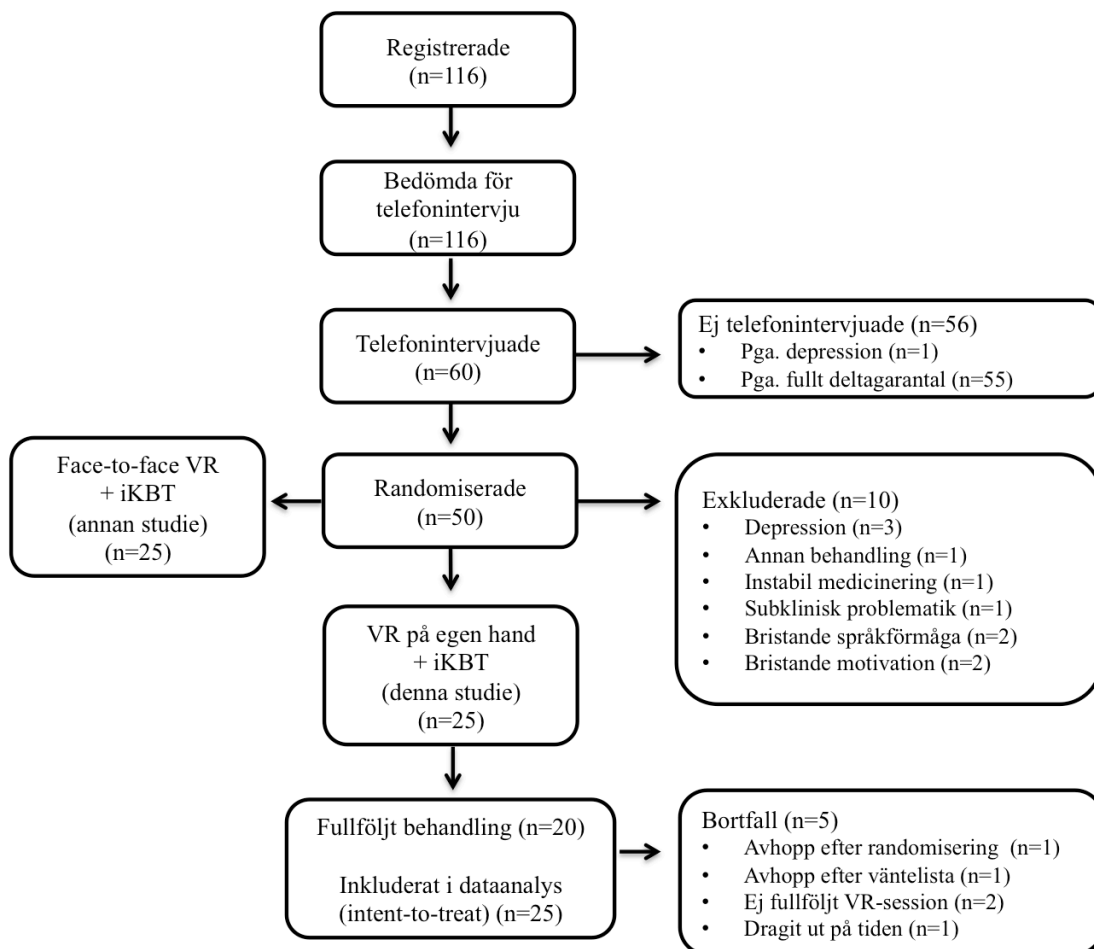 Registrerade
(n=116)
Bedömda för
telefonintervju
(n=116)
Telefonintervjuade
(n=60)
Ej telefonintervjuade (n=56)
• Pga. depression (n=1)
• Pga. fullt deltagarantal (n=55)
Face-to-face VR
+ iKBT
(annan studie)
(n=25)
Randomiserade
(n=50)
Exkluderade (n=10)
• Depression (n=3)
• Annan behandling (n=1)
• Instabil medicinering (n=1)
• Subklinisk problematik (n=1)
• Bristande språkförmåga (n=2)
• Bristande motivation (n=2)
VR på egen hand
+ iKBT
(denna studie)
(n=25)
Fullföljt behandling (n=20)
Inkluderat i dataanalys
(intent-to-treat) (n=25)
Bortfall (n=5)
• Avhopp efter randomisering (n=1)
• Avhopp efter väntelista (n=1)
• Ej fullföljt VR-session (n=2)
• Dragit ut på tiden (n=1)